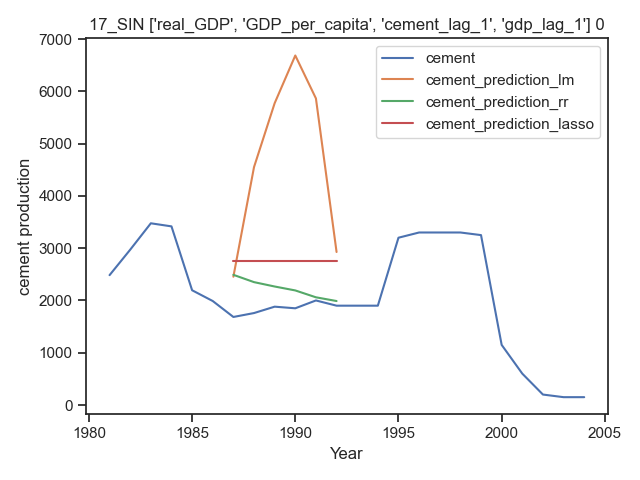 17_SIN ['real_GDP', 'GDP_per_capita', 'cement_lag_1', 'gdp_lag_1'] 0
7000
6000
5000
4000
3000
2000
1000
0
cement production
cement
cement_prediction_lm
cement_prediction_rr
cement_prediction_lasso
1980
1985
1990
1995
2000
2005
Year